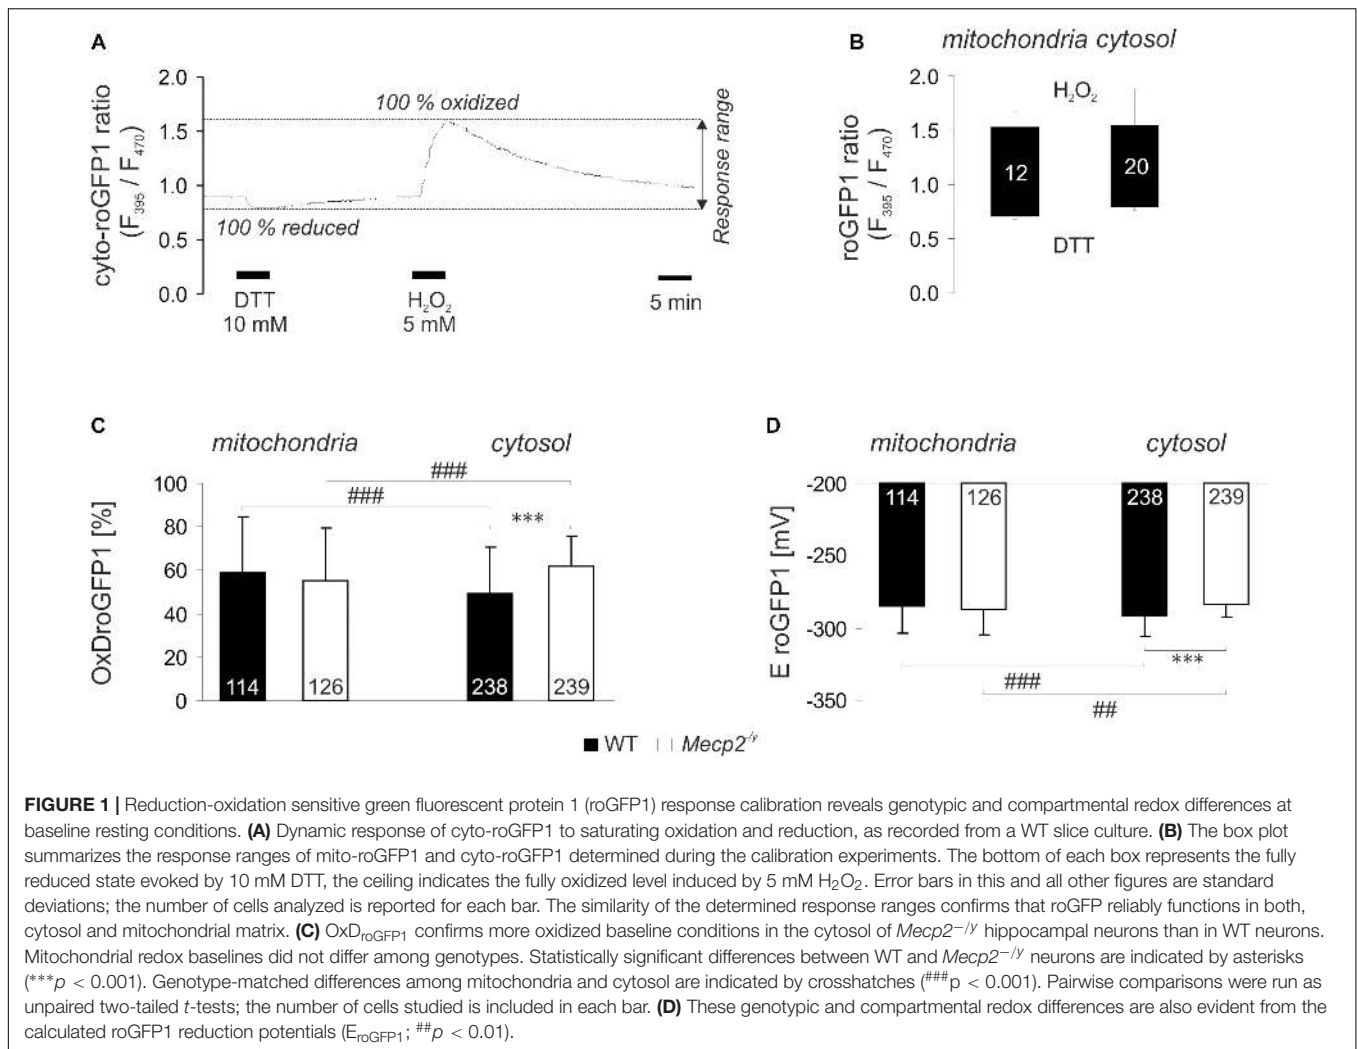 A
cyto-roGFP1 ratio
(F395 / F470)
2.0
1.5
1.0
0.5
0.0
100 % oxidized
100 % reduced
Response range
DTT
10 mM
H2O2
5 mM
5 min
B
mitochondria cytosol
roGFP1 ratio
(F395 / F470)
2.0
1.5
1.0
0.5
0.0
H2O2
12
20
DTT
C
mitochondria
cytosol
OxDroGFP1 [%]
100
80
60
40
20
0
###
###
***
114
126
238
239
D
mitochondria
cytosol
E roGFP1 [mV]
-200
-250
-300
-350
114
126
238
239
***
###
##
WT Mecp2-/y
FIGURE 1 | Reduction-oxidation sensitive green fluorescent protein 1 (roGFP1) response calibration reveals genotypic and compartmental redox differences at
baseline resting conditions. (A) Dynamic response of cyto-roGFP1 to saturating oxidation and reduction, as recorded from a WT slice culture. (B) The box plot
summarizes the response ranges of mito-roGFP1 and cyto-roGFP1 determined during the calibration experiments. The bottom of each box represents the fully
reduced state evoked by 10 mM DTT, the ceiling indicates the fully oxidized level induced by 5 mM H2O2. Error bars in this and all other figures are standard
deviations; the number of cells analyzed is reported for each bar. The similarity of the determined response ranges confirms that roGFP reliably functions in both,
cytosol and mitochondrial matrix. (C) OxDroGFP1 confirms more oxidized baseline conditions in the cytosol of Mecp2−/y hippocampal neurons than in WT neurons.
Mitochondrial redox baselines did not differ among genotypes. Statistically significant differences between WT and Mecp2−/y neurons are indicated by asterisks
(***p < 0.001). Genotype-matched differences among mitochondria and cytosol are indicated by crosshatches (###p < 0.001). Pairwise comparisons were run as
unpaired two-tailed t-tests; the number of cells studied is included in each bar. (D) These genotypic and compartmental redox differences are also evident from the
calculated roGFP1 reduction potentials (EroGFP1; ##p < 0.01).